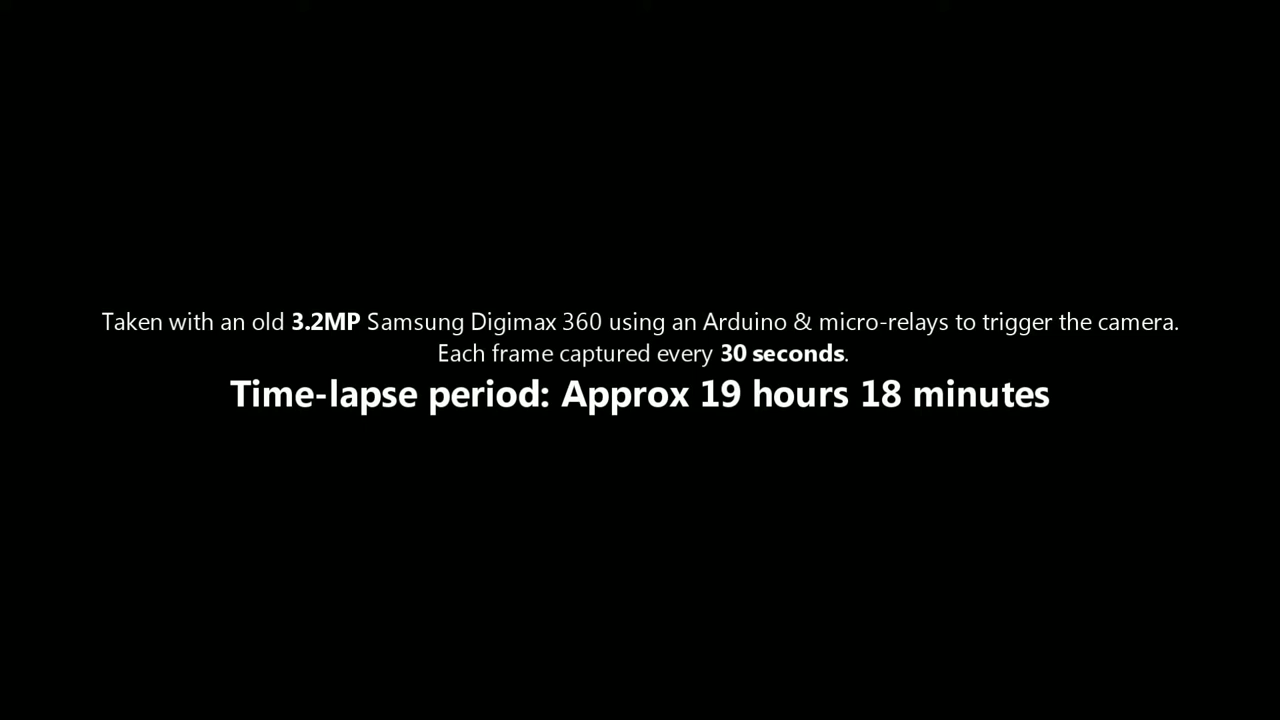 Taken with an old 3.2MP Samsung Digimax 360 using an Arduino & micro-relays to trigger the camera.
Each frame captured every 30 seconds.
Time-lapse period: Approx 19 hours 18 minutes